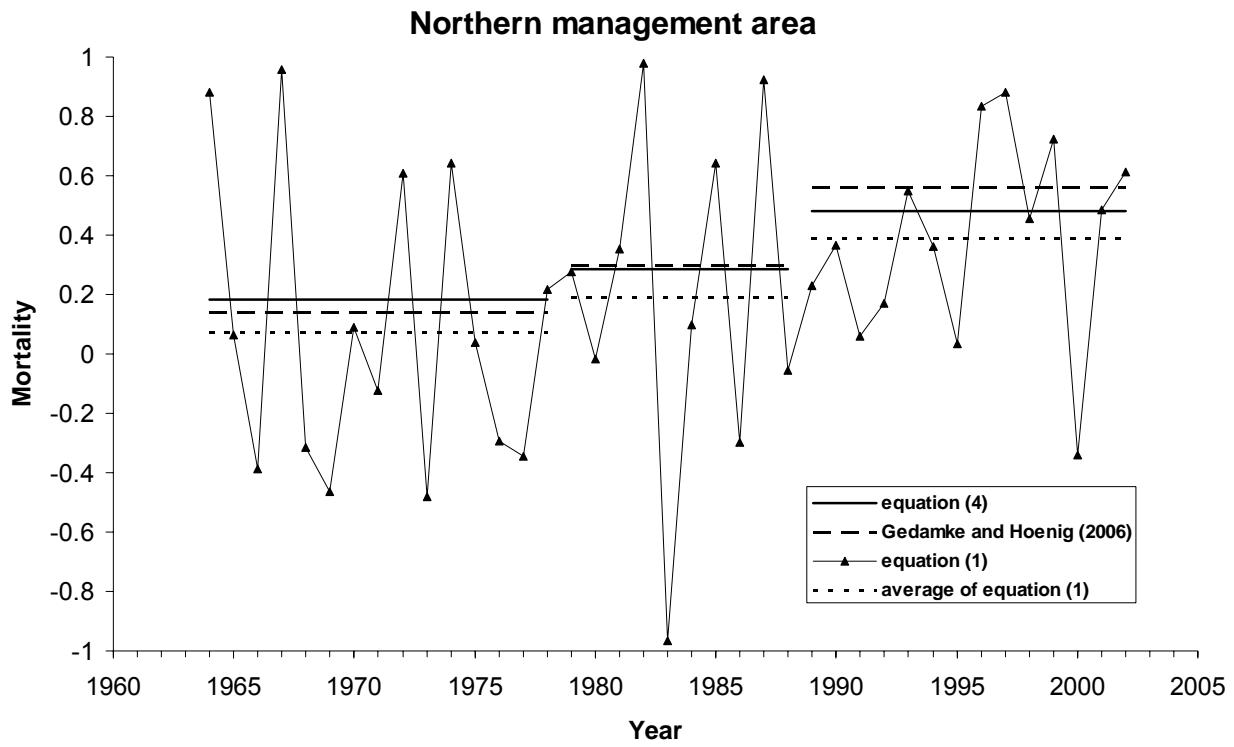 Northern management area
1
0.8
0.6
0.4
0.2
0
-0.2
-0.4
-0.6
-0.8
-1
Mortality
equation (4)
Gedamke and Hoenig (2006)
equation (1)
average of equation (1)
1960 1965 1970 1975 1980 1985 1990 1995 2000 2005
Year